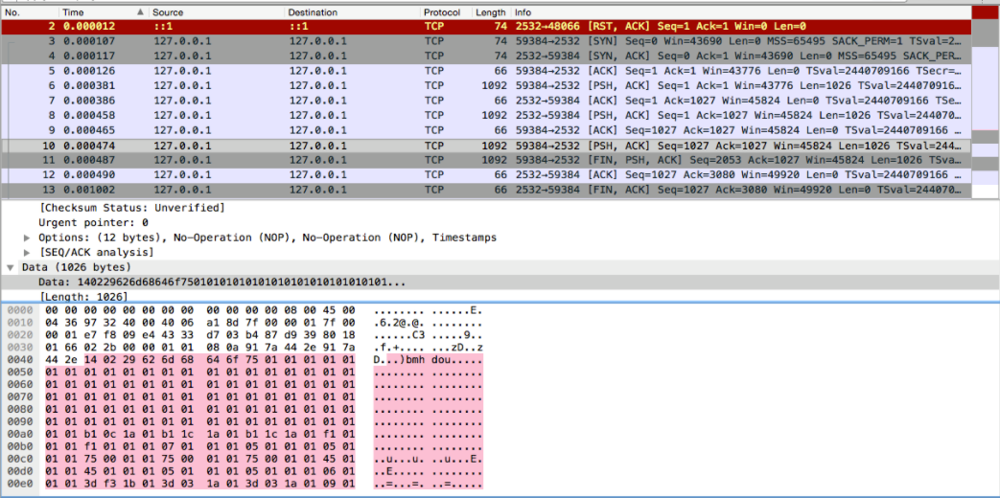 No. Time Source Destination Protocol Length Info
2 0.000012 ::1 ::1 TCP 74 2532→48066 [RST, ACK] Seq=1 Ack=1 Win=0 Len=0
3 0.000107 127.0.0.1 127.0.0.1 TCP 74 59384→2532 [SYN] Seq=0 Win=43690 Len=0 MSS=65495 SACK_PERM=1 TSval=2…
4 0.000117 127.0.0.1 127.0.0.1 TCP 74 2532→59384 [SYN, ACK] Seq=0 Ack=1 Win=43690 Len=0 MSS=65495 SACK_PER…
5 0.000126 127.0.0.1 127.0.0.1 TCP 66 59384→2532 [ACK] Seq=1 Ack=1 Win=43776 Len=0 TSval=2440709166 TSecr=…
6 0.000381 127.0.0.1 127.0.0.1 TCP 1092 59384→2532 [PSH, ACK] Seq=1 Ack=1 Win=43776 Len=1026 TSval=244070916…
7 0.000386 127.0.0.1 127.0.0.1 TCP 66 2532→59384 [ACK] Seq=1 Ack=1027 Win=45824 Len=0 TSval=2440709166 TSe…
8 0.000458 127.0.0.1 127.0.0.1 TCP 1092 2532→59384 [PSH, ACK] Seq=1 Ack=1027 Win=45824 Len=1026 TSval=244070…
9 0.000465 127.0.0.1 127.0.0.1 TCP 66 59384→2532 [ACK] Seq=1027 Ack=1027 Win=45824 Len=0 TSval=2440709166 …
10 0.000474 127.0.0.1 127.0.0.1 TCP 1092 59384→2532 [PSH, ACK] Seq=1027 Ack=1027 Win=45824 Len=1026 TSval=244…
11 0.000487 127.0.0.1 127.0.0.1 TCP 1092 59384→2532 [FIN, PSH, ACK] Seq=2053 Ack=1027 Win=45824 Len=1026 TSva…
12 0.000490 127.0.0.1 127.0.0.1 TCP 66 2532→59384 [ACK] Seq=1027 Ack=3080 Win=49920 Len=0 TSval=2440709166 …
13 0.001002 127.0.0.1 127.0.0.1 TCP 66 2532→59384 [FIN, ACK] Seq=1027 Ack=3080 Win=49920 Len=0 TSval=244070…
[Checksum Status: Unverified]
Urgent pointer: 0
Options: (12 bytes), No-Operation (NOP), No-Operation (NOP), Timestamps
[SEQ/ACK analysis]
Data (1026 bytes)
Data: 140229626d68646f7501010101010101010101010101010101...
[Length: 1026]
0000 00 00 00 00 00 00 00 00 00 00 00 00 08 00 45 00 ........ ......E.
0010 04 36 97 32 40 00 40 06 a1 8d 7f 00 00 01 7f 00 .6.2@.@. ........
0020 00 01 e7 f8 09 e4 43 33 d7 03 b4 87 d9 39 80 18 ......C3 .....9..
0030 01 66 02 2b 00 00 01 01 08 0a 91 7a 44 2e 91 7a .f.+.... ...zD..z
0040 44 2e 14 02 29 62 6d 68 64 6f 75 01 01 01 01 01 D...)bmh dou.....
0050 01 01 01 01 01 01 01 01 01 01 01 01 01 01 01 01 ........ ........
0060 01 01 01 01 01 01 01 01 01 01 01 01 01 01 01 01 ........ ........
0070 01 01 01 01 01 01 01 01 01 01 01 01 01 01 01 01 ........ ........
0080 01 01 01 01 01 01 01 01 01 01 01 01 01 01 01 01 ........ ........
0090 01 01 01 01 01 01 01 01 01 01 01 01 01 01 01 01 ........ ........
00a0 01 01 b1 0c 1a 01 b1 1c 1a 01 b1 1c 1a 01 f1 01 ........ ........
00b0 01 01 f1 01 01 01 07 01 01 01 05 01 01 01 05 01 ........ ........
00c0 01 01 75 00 01 01 75 00 01 01 75 00 01 01 45 01 ..u...u. ..u...E.
00d0 01 01 45 01 01 01 05 01 01 01 05 01 01 01 06 01 ..E..... ........
00e0 01 01 3d f3 1b 01 3d 03 1a 01 3d 03 1a 01 09 01 ..=...=. ..=.....